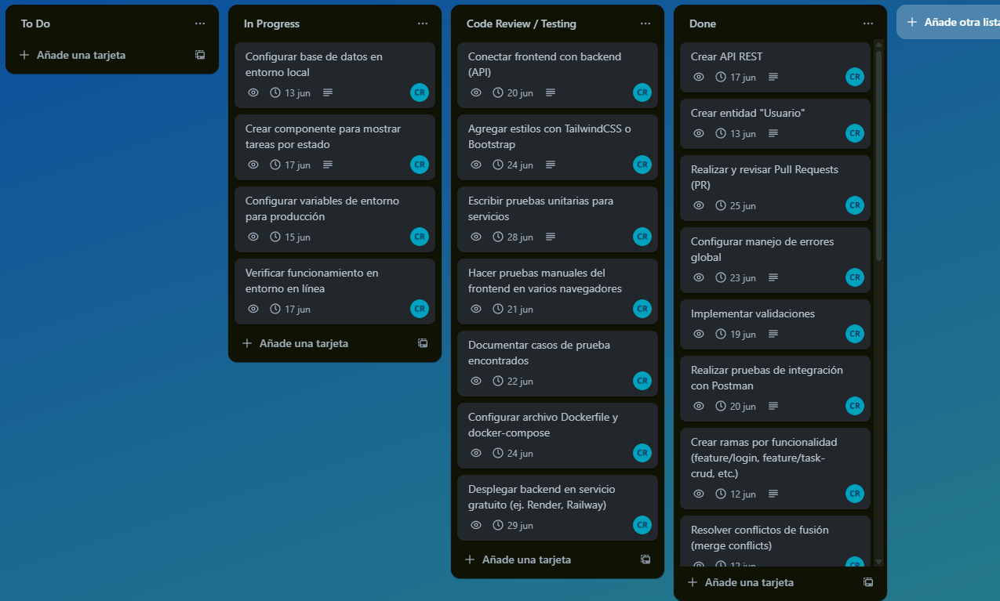 To Do
Añade una tarjeta
In Progress
Configurar base de datos en
entorno local
13 jun
CR
Crear componente para mostrar
tareas por estado
17 jun
CR
Configurar variables de entorno
para producción
15 jun
CR
Verificar funcionamiento en
entorno en línea
17 jun
CR
Añade una tarjeta
Code Review / Testing
Conectar frontend con backend
(API)
20 jun
CR
Agregar estilos con TailwindCSS o
Bootstrap
24 jun
CR
Escribir pruebas unitarias para
servicios
28 jun
CR
Hacer pruebas manuales del
frontend en varios navegadores
21 jun
CR
Documentar casos de prueba
encontrados
22 jun
CR
Configurar archivo Dockerfile y
docker-compose
24 jun
CR
Desplegar backend en servicio
gratuito (ej. Render, Railway)
29 jun
CR
Añade una tarjeta
Done
Crear API REST
17 jun
CR
Crear entidad "Usuario"
13 jun
CR
Realizar y revisar Pull Requests
(PR)
25 jun
CR
Configurar manejo de errores
global
23 jun
CR
Implementar validaciones
19 jun
CR
Realizar pruebas de integración
con Postman
20 jun
CR
Crear ramas por funcionalidad
(feature/login, feature/task-
crud, etc.)
12 jun
CR
Resolver conflictos de fusión
(merge conflicts)
12 jun
CR
Añade una tarjeta
Añade otra lista